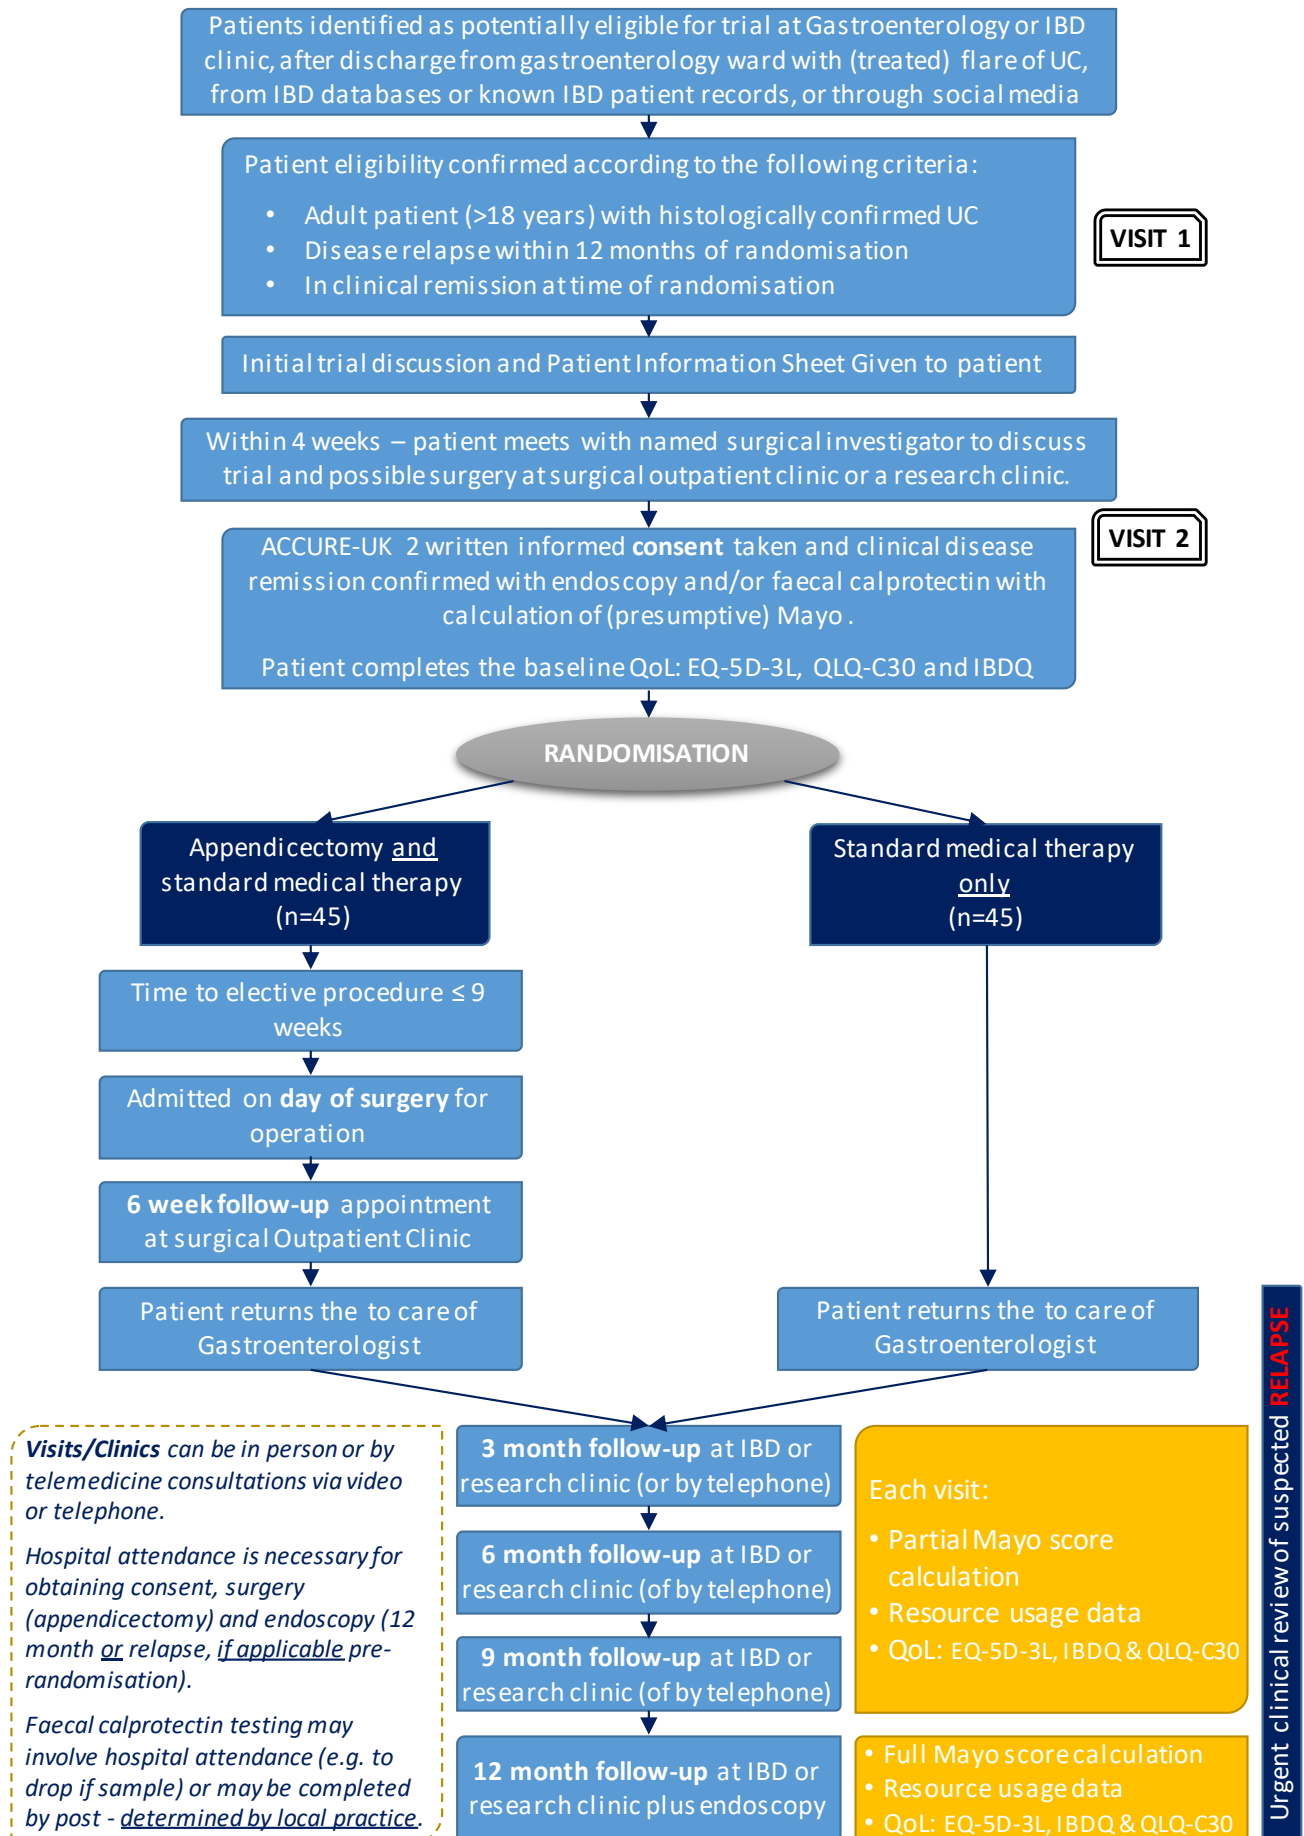 Patients identified as potentially eligible for trial at Gastroenterology or IBD
clinic, after discharge from gastroenterology ward with (treated) flare of UC,
from IBD databases or known IBD patient records, or through social media
Patient eligibility confirmed according to the following criteria:
• Adult patient (>18 years) with histologically confirmed UC
• Disease relapse within 12 months of randomisation
• In clinical remission at time of randomisation
VISIT 1
Initial trial discussion and Patient Information Sheet Given to patient
Within 4 weeks – patient meets with named surgical investigator to discuss
trial and possible surgery at surgical outpatient clinic or a research clinic.
VISIT 2
ACCURE-UK 2 written informed consent taken and clinical disease
remission confirmed with endoscopy and/or faecal calprotectin with
calculation of (presumptive) Mayo .
Patient completes the baseline QoL: EQ-5D-3L, QLQ-C30 and IBDQ
RANDOMISATION
Appendicectomy and
standard medical therapy
(n=45)
Standard medical therapy
only
(n=45)
Time to elective procedure ≤ 9
weeks
Admitted on day of surgery for
operation
6 week follow-up appointment
at surgical Outpatient Clinic
Patient returns the to care of
Gastroenterologist
Patient returns the to care of
Gastroenterologist
Visits/Clinics can be in person or by
telemedicine consultations via video
or telephone.
Hospital attendance is necessary for
obtaining consent, surgery
(appendicectomy) and endoscopy (12
month or relapse, if applicable pre-
randomisation).
Faecal calprotectin testing may
involve hospital attendance (e.g. to
drop if sample) or may be completed
by post - determined by local practice.
3 month follow-up at IBD or
research clinic (or by telephone)
6 month follow-up at IBD or
research clinic (of by telephone)
9 month follow-up at IBD or
research clinic (of by telephone)
12 month follow-up at IBD or
research clinic plus endoscopy
Each visit:
• Partial Mayo score
calculation
• Resource usage data
• QoL: EQ-5D-3L, IBDQ & QLQ-C30
• Full Mayo score calculation
• Resource usage data
• QoL: EQ-5D-3L, IBDQ & QLQ-C30
Urgent clinical review of suspected RELAPSE